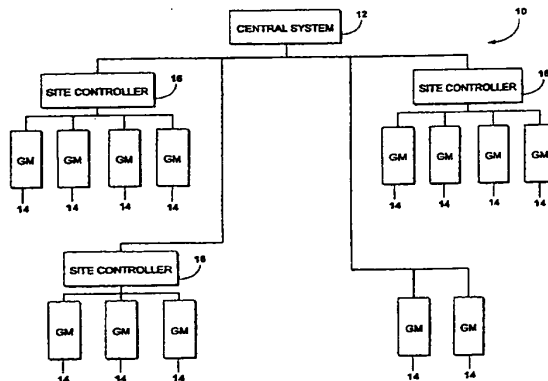 CENTRAL SYSTEM
12
10
SITE CONTROLLER
16
SITE CONTROLLER
16
GM GM GM GM
GM GM GM GM
14 14 14 14
14 14 14 14
SITE CONTROLLER
16
GM GM GM
GM GM
14 14 14
14 14